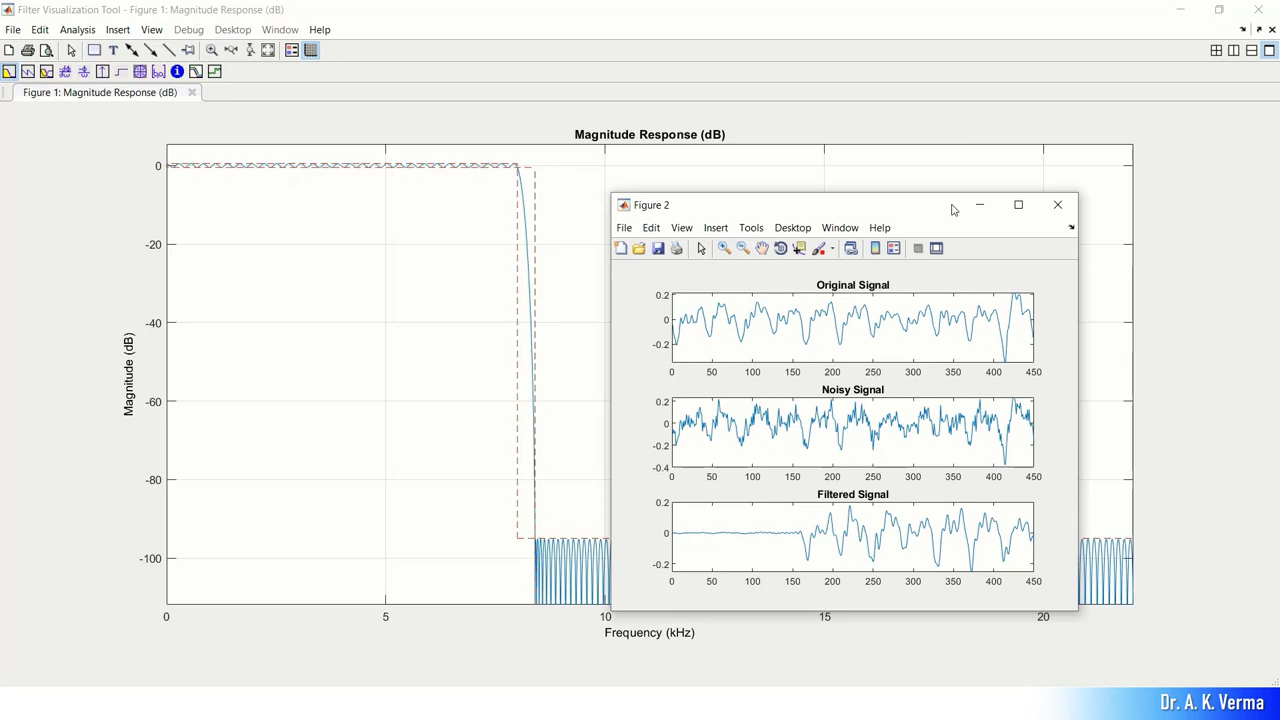 Filter Visualization Tool - Figure 1: Magnitude Response (dB)
File Edit Analysis Insert View Debug Desktop Window Help
Figure 1: Magnitude Response (dB)
Magnitude Response (dB)
0
-20
-40
-60
-80
-100
Magnitude (dB)
0 5 10 15 20
Frequency (kHz)
Figure 2
File Edit View Insert Tools Desktop Window Help
Original Signal
0.2
0
-0.2
0 50 100 150 200 250 300 350 400 450
Noisy Signal
0.2
0
-0.2
-0.4
0 50 100 150 200 250 300 350 400 450
Filtered Signal
0.2
0
-0.2
0 50 100 150 200 250 300 350 400 450
Dr. A. K. Verma